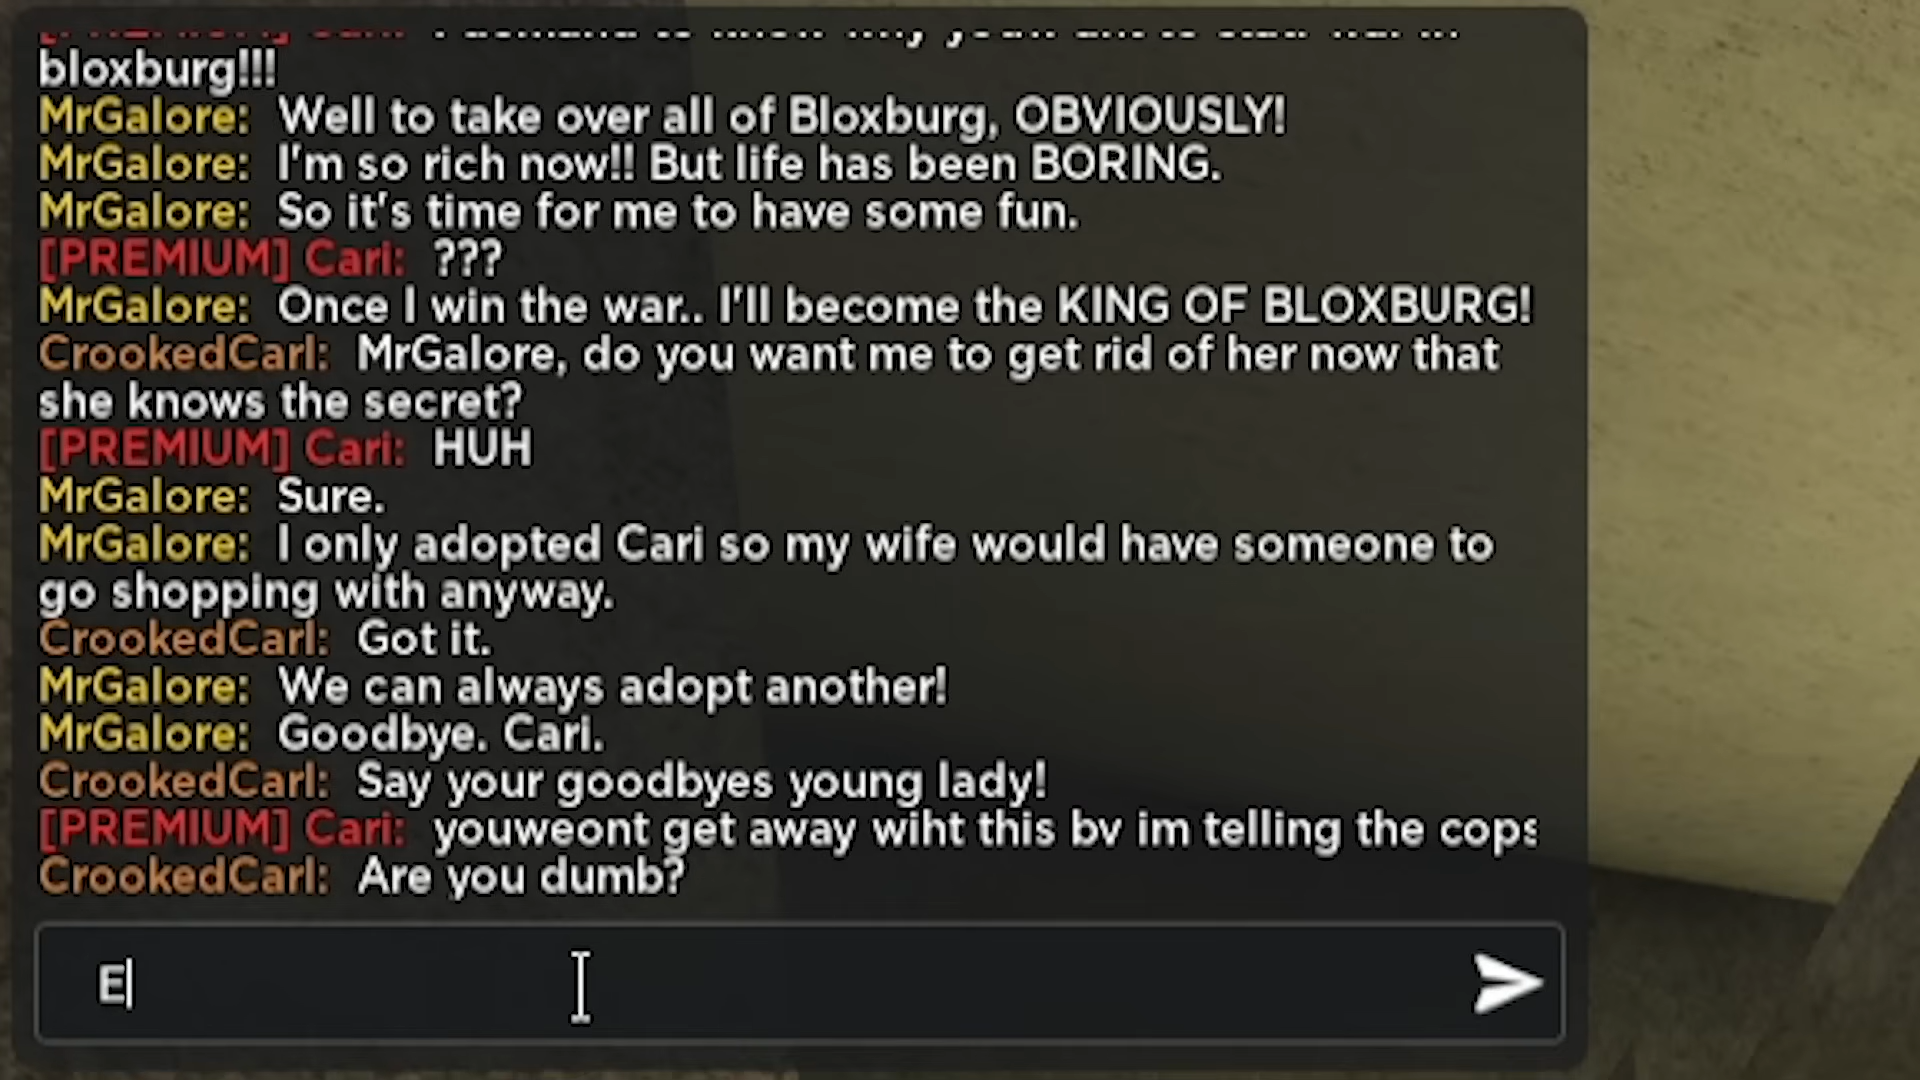 bloxburg!!!
MrGalore: Well to take over all of Bloxburg, OBVIOUSLY!
MrGalore: I'm so rich now!! But life has been BORING.
MrGalore: So it's time for me to have some fun.
[PREMIUM] Cari: ???
MrGalore: Once I win the war.. I'll become the KING OF BLOXBURG!
CrookedCarl: MrGalore, do you want me to get rid of her now that
she knows the secret?
[PREMIUM] Cari: HUH
MrGalore: Sure.
MrGalore: I only adopted Cari so my wife would have someone to
go shopping with anyway.
CrookedCarl: Got it.
MrGalore: We can always adopt another!
MrGalore: Goodbye. Cari.
CrookedCarl: Say your goodbyes young lady!
[PREMIUM] Cari: youweont get away wiht this bv im telling the cops
CrookedCarl: Are you dumb?
E